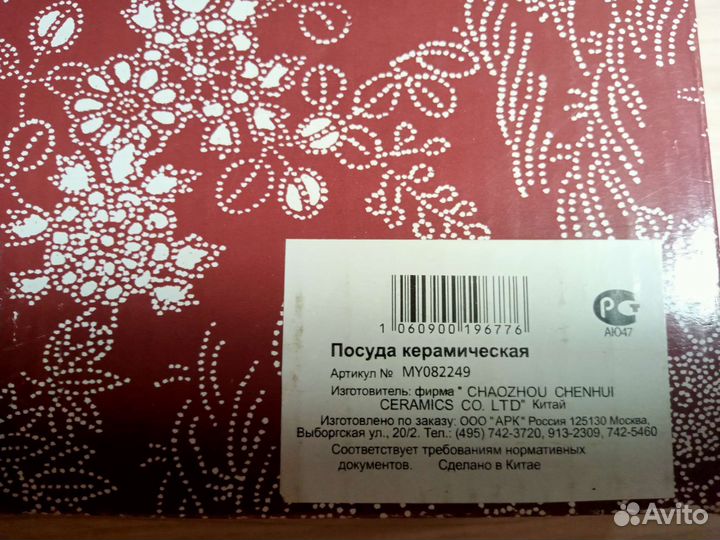 1 060900 196776
РСТ
АЮ47
Посуда керамическая
Артикул № MY082249
Изготовитель: фирма " CHAOZHOU CHENHUI
CERAMICS CO. LTD" Китай
Изготовлено по заказу: ООО "АРК" Россия 125130 Москва,
Выборгская ул., 20/2. Тел.: (495) 742-3720, 913-2309, 742-5460
Соответствует требованиям нормативных
документов. Сделано в Китае
Avito